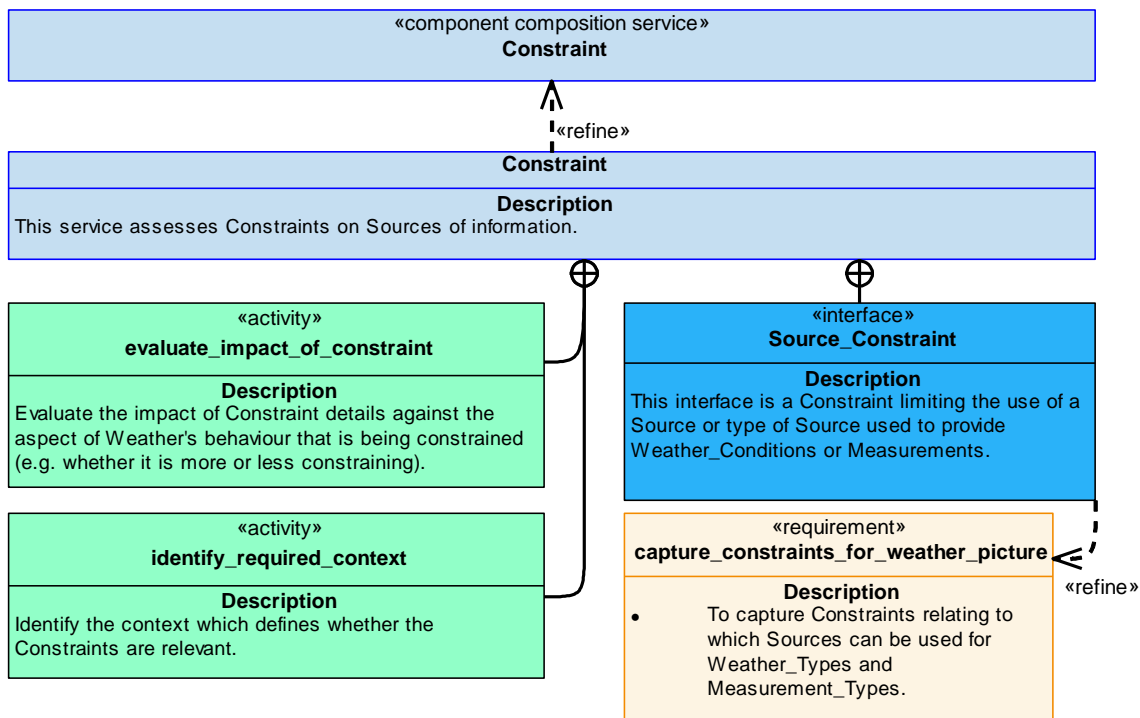 «component composition service»
Constraint
«refine»
Constraint
Description
This service assesses Constraints on Sources of information.
«activity»
evaluate_impact_of_constraint
Description
Evaluate the impact of Constraint details against the
aspect of Weather's behaviour that is being constrained
(e.g. whether it is more or less constraining).
«interface»
Source_Constraint
Description
This interface is a Constraint limiting the use of a
Source or type of Source used to provide
Weather_Conditions or Measurements.
«activity»
identify_required_context
Description
Identify the context which defines whether the
Constraints are relevant.
«requirement»
capture_constraints_for_weather_picture
«refine»
Description
• To capture Constraints relating to
which Sources can be used for
Weather_Types and
Measurement_Types.